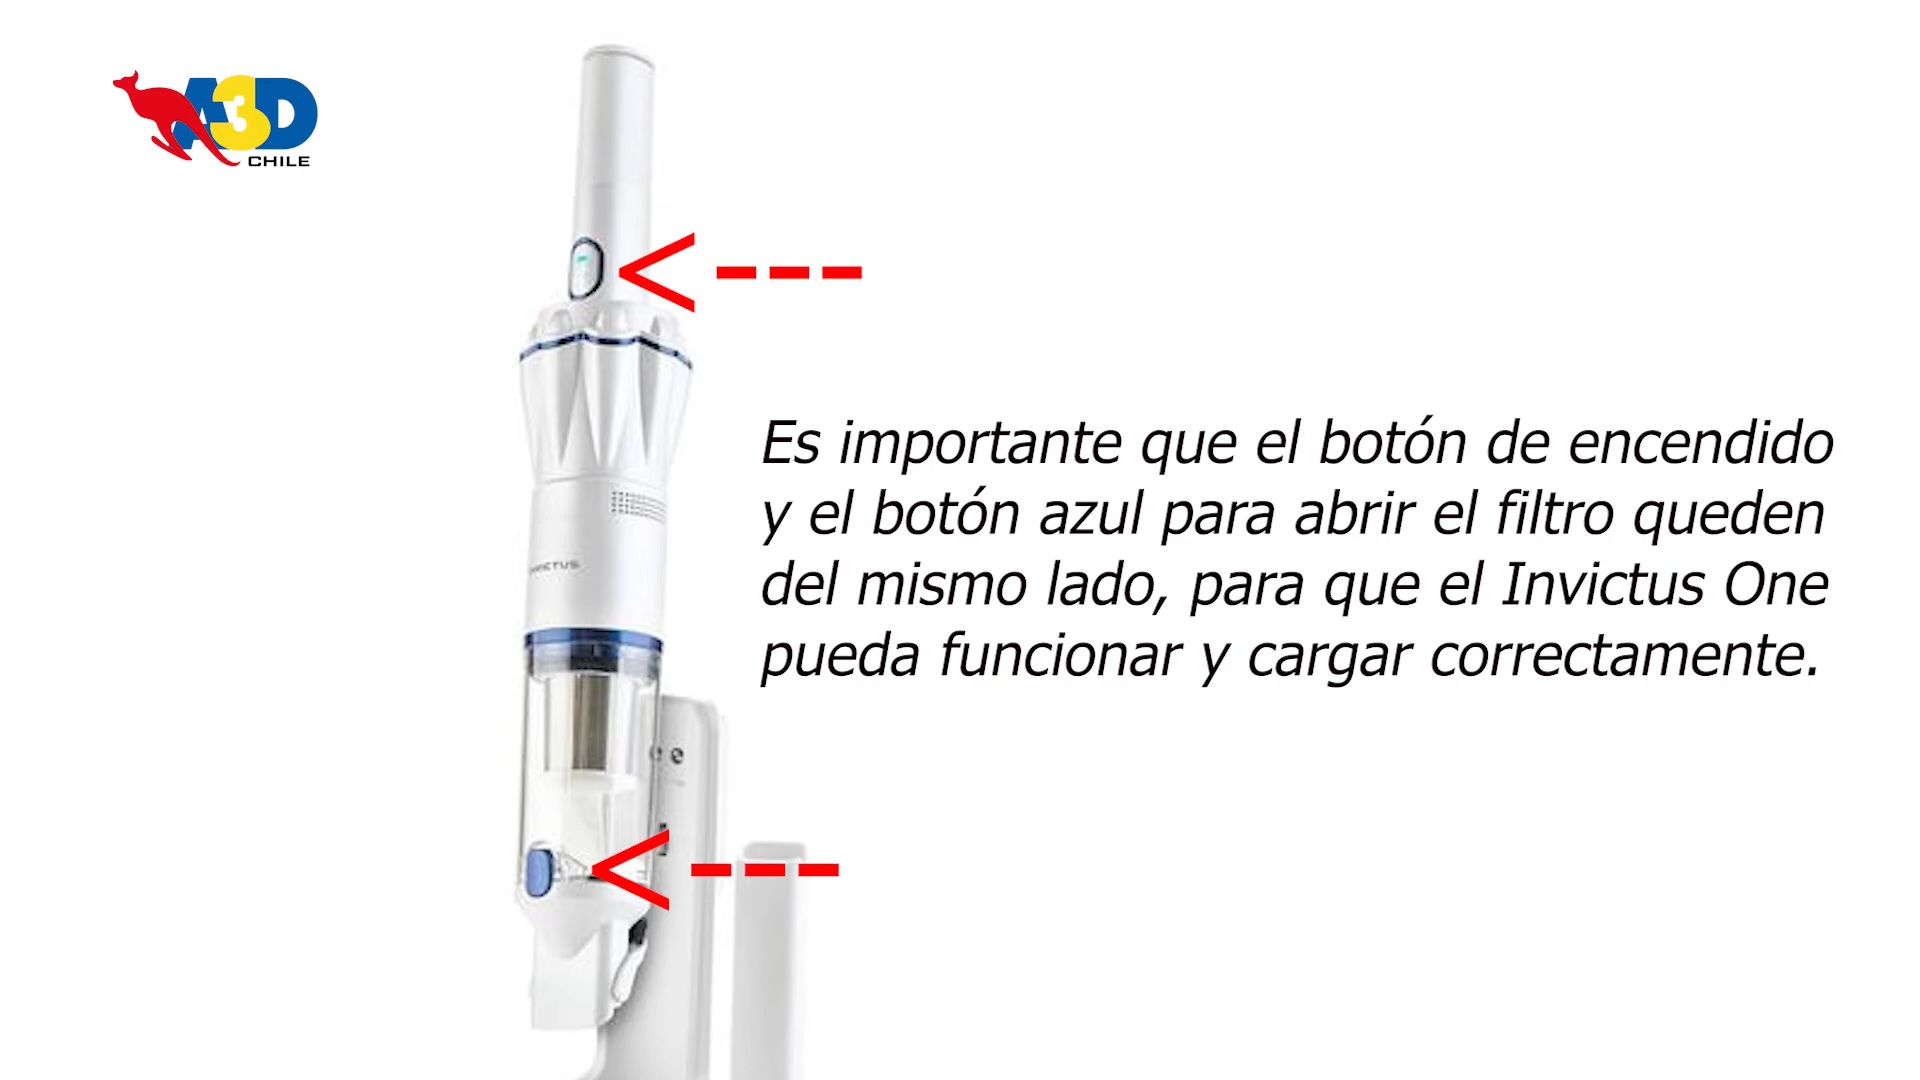 A3D
CHILE
Es importante que el botón de encendido
y el botón azul para abrir el filtro queden
del mismo lado, para que el Invictus One
INVICTUS
pueda funcionar y cargar correctamente.